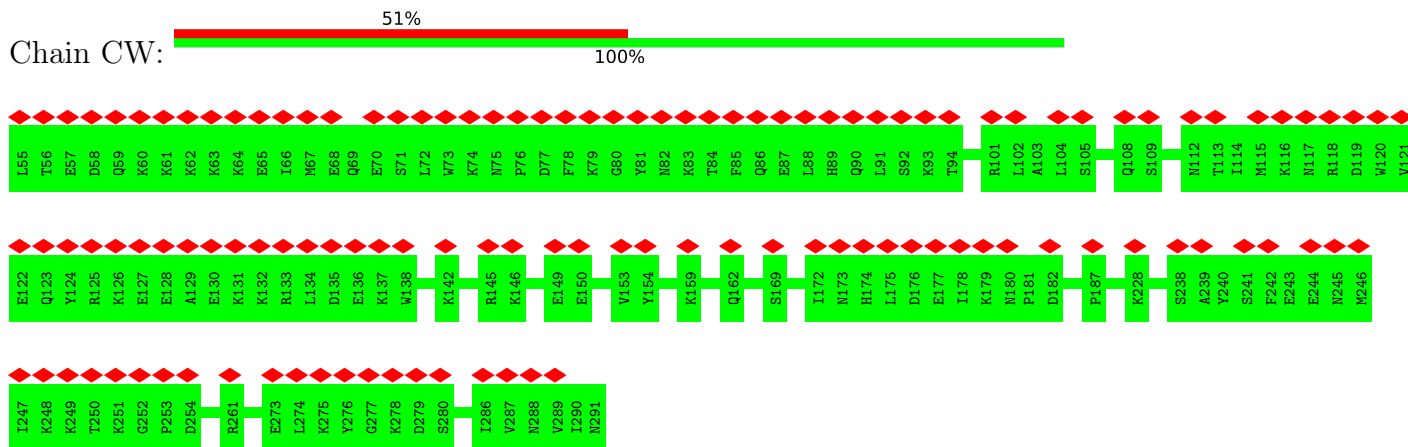 51%
Chain CW:
100%
L55 T56 E57 D58 Q59 K60 K61 K62 K63 K64 E65 I66 M67 E68 Q69 E70 S71 L72 W73 K74 N75 P76 D77 F78 K79 G80 Y81 N82 K83 T84 F85 Q86 E87 L88 H89 Q90 L91 S92 K93 T94 R101 L102 A103 L104 S105 Q108 S109 N112 T113 I114 M115 K116 N117 R118 D119 W120 V121
E122 Q123 Y124 R125 K126 E127 E128 A129 E130 K131 K132 R133 L134 D135 E136 K137 W138 K142 R145 K146 E149 E150 V153 Y154 K159 Q162 S169 I172 N173 H174 L175 D176 E177 I178 K179 N180 P181 D182 P187 K228 S238 A239 Y240 S241 F242 E243 E244 N245 M246
I247 K248 K249 T250 K251 G252 P253 D254 R261 E273 L274 K275 Y276 G277 K278 D279 S280 I286 V287 N288 V289 I290 N291